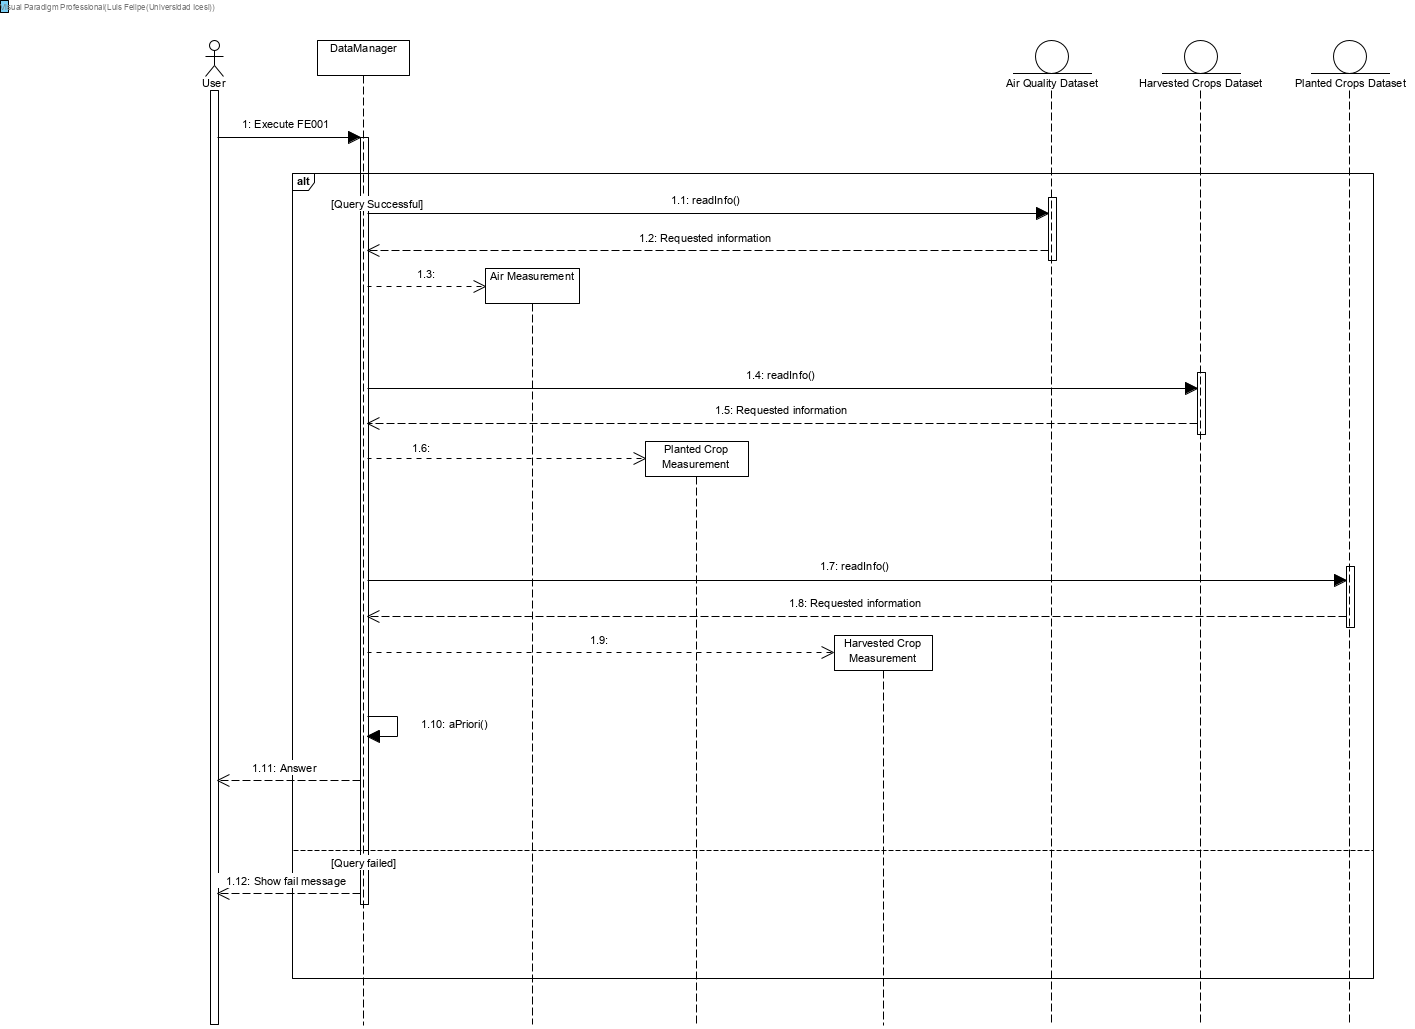 Visual Paradigm Professional(Luis Felipe(Universidad Icesi))
DataManager
User
Air Quality Dataset
Harvested Crops Dataset
Planted Crops Dataset
1: Execute FE001
alt
[Query Successful]
1.1: readInfo()
1.2: Requested information
1.3:
Air Measurement
1.4: readInfo()
1.5: Requested information
1.6:
Planted Crop
Measurement
1.7: readInfo()
1.8: Requested information
1.9:
Harvested Crop
Measurement
1.10: aPriori()
1.11: Answer
[Query failed]
1.12: Show fail message